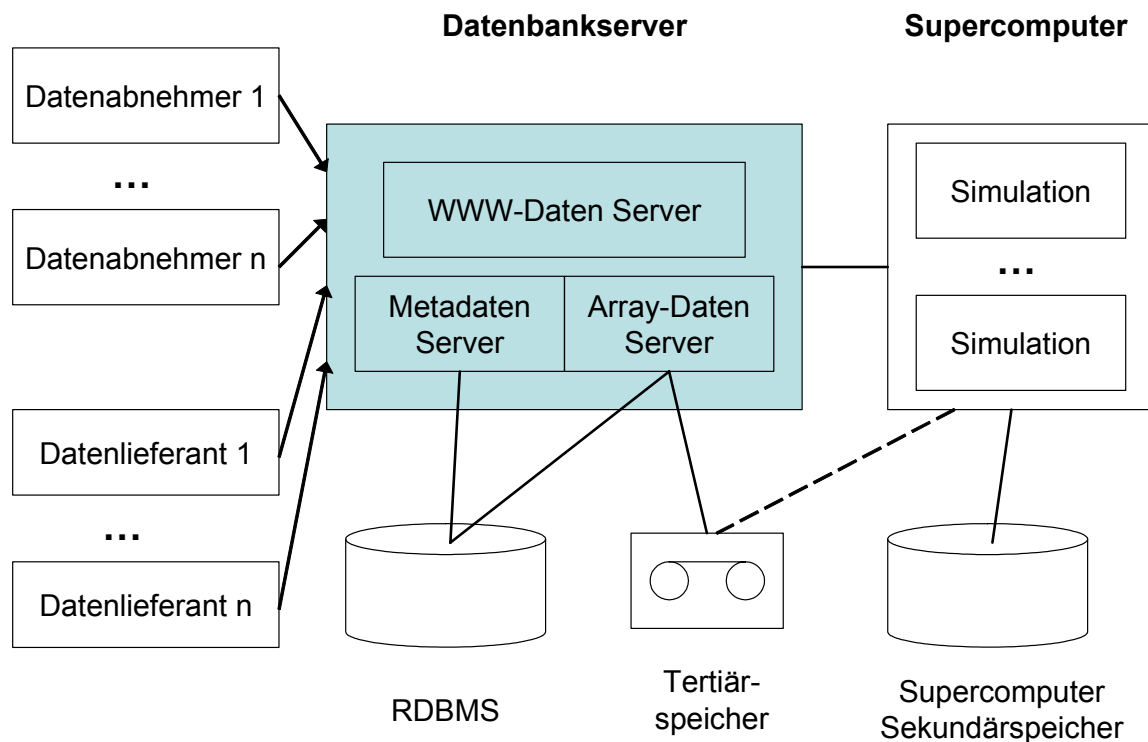 Datenbankserver
Supercomputer
Datenabnehmer 1
...
Datenabnehmer n
Datenlieferant 1
...
Datenlieferant n
WWW-Daten Server
Metadaten
Server
Array-Daten
Server
Simulation
...
Simulation
RDBMS
Tertiär-
speicher
Supercomputer
Sekundärspeicher